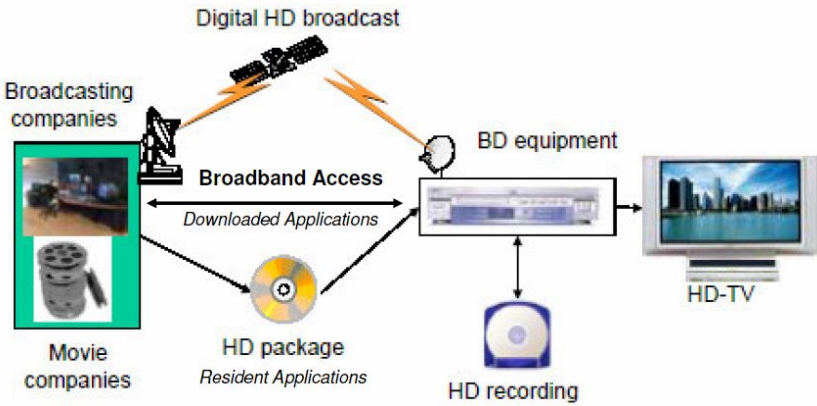 Digital HD broadcast
Broadcasting
companies
BD equipment
Broadband Access
Downloaded Applications
HD-TV
Movie
companies
HD package
Resident Applications
HD recording